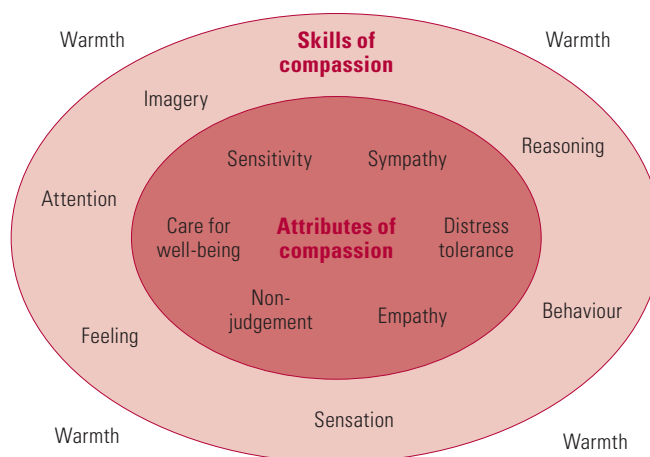 Warmth
Skills of
compassion
Warmth
Imagery
Reasoning
Sensitivity
Sympathy
Attention
Care for
well-being
Attributes of
compassion
Distress
tolerance
Non-
judgement
Empathy
Behaviour
Feeling
Sensation
Warmth
Warmth